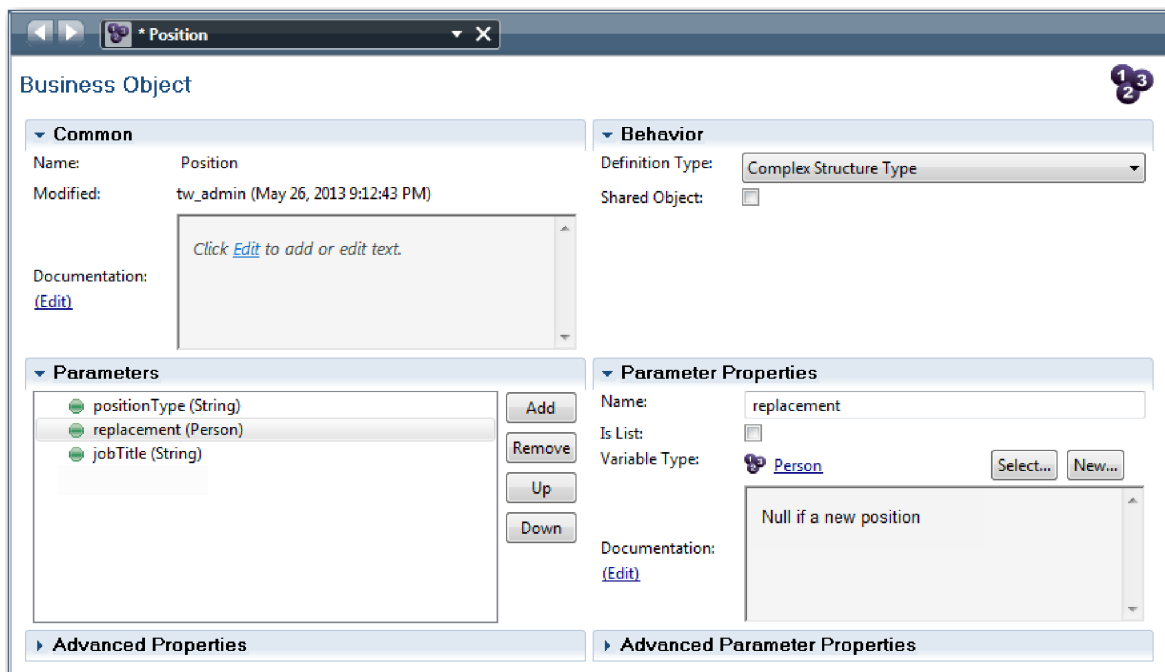 * Position
Business Object
1 3
2
Common
Name: Position
Modified: tw_admin (May 26, 2013 9:12:43 PM)
Click Edit to add or edit text.
Documentation:
(Edit)
Behavior
Definition Type: Complex Structure Type
Shared Object:
Parameters
positionType (String)
replacement (Person)
jobTitle (String)
Add
Remove
Up
Down
Parameter Properties
Name: replacement
Is List:
Variable Type: Person Select... New...
Null if a new position
Documentation:
(Edit)
Advanced Properties
Advanced Parameter Properties